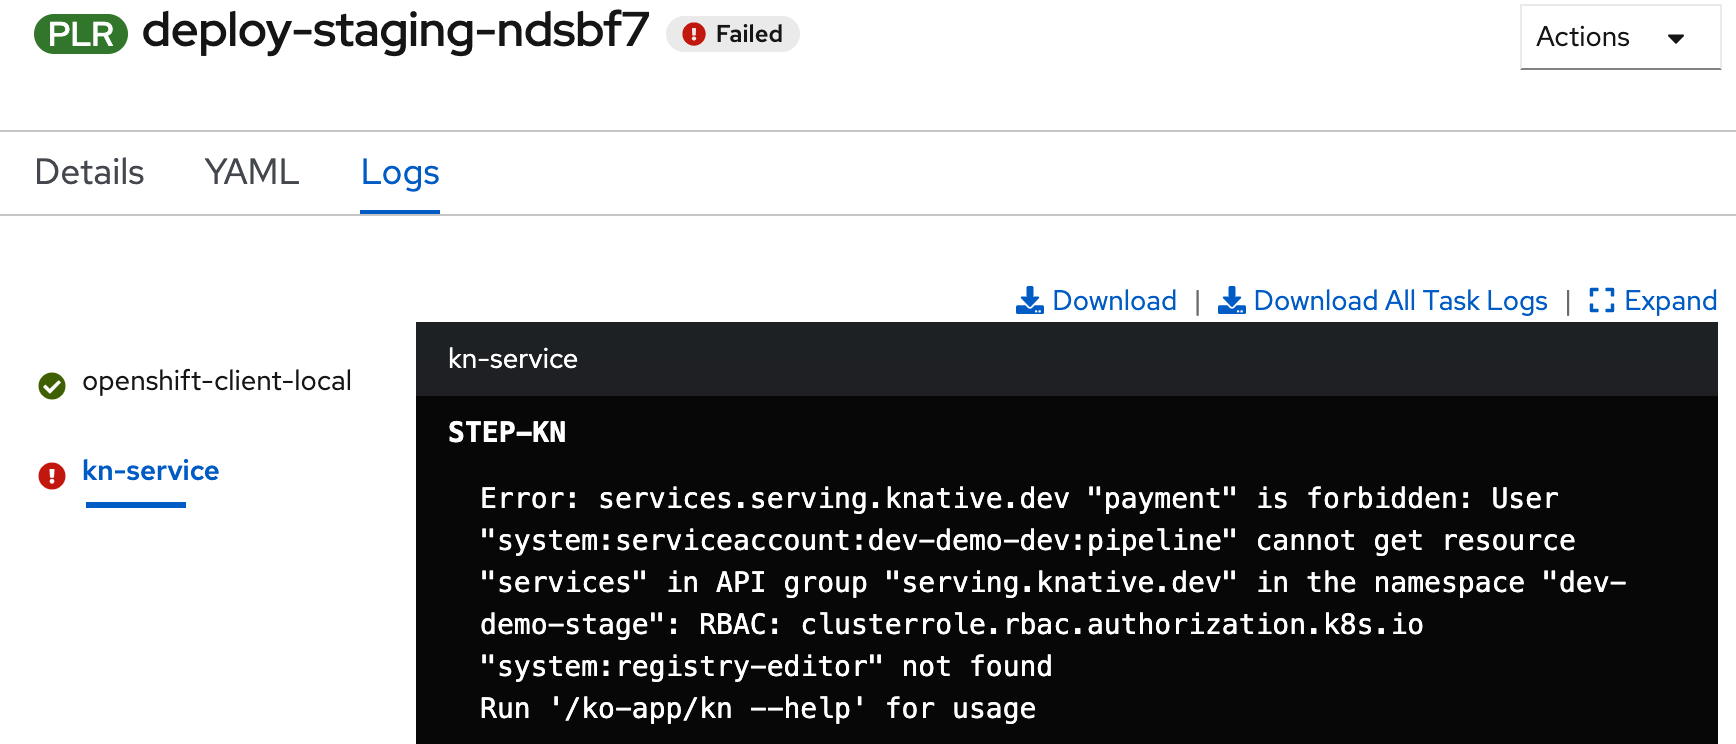 PLR deploy-staging-ndsbf7 Failed
Actions
Details YAML Logs
Download | Download All Task Logs | Expand
openshift-client-local
kn-service
kn-service
STEP-KN
Error: services.serving.knative.dev "payment" is forbidden: User
"system:serviceaccount:dev-demo-dev:pipeline" cannot get resource
"services" in API group "serving.knative.dev" in the namespace "dev-
demo-stage": RBAC: clusterrole.rbac.authorization.k8s.io
"system:registry-editor" not found
Run '/ko-app/kn --help' for usage